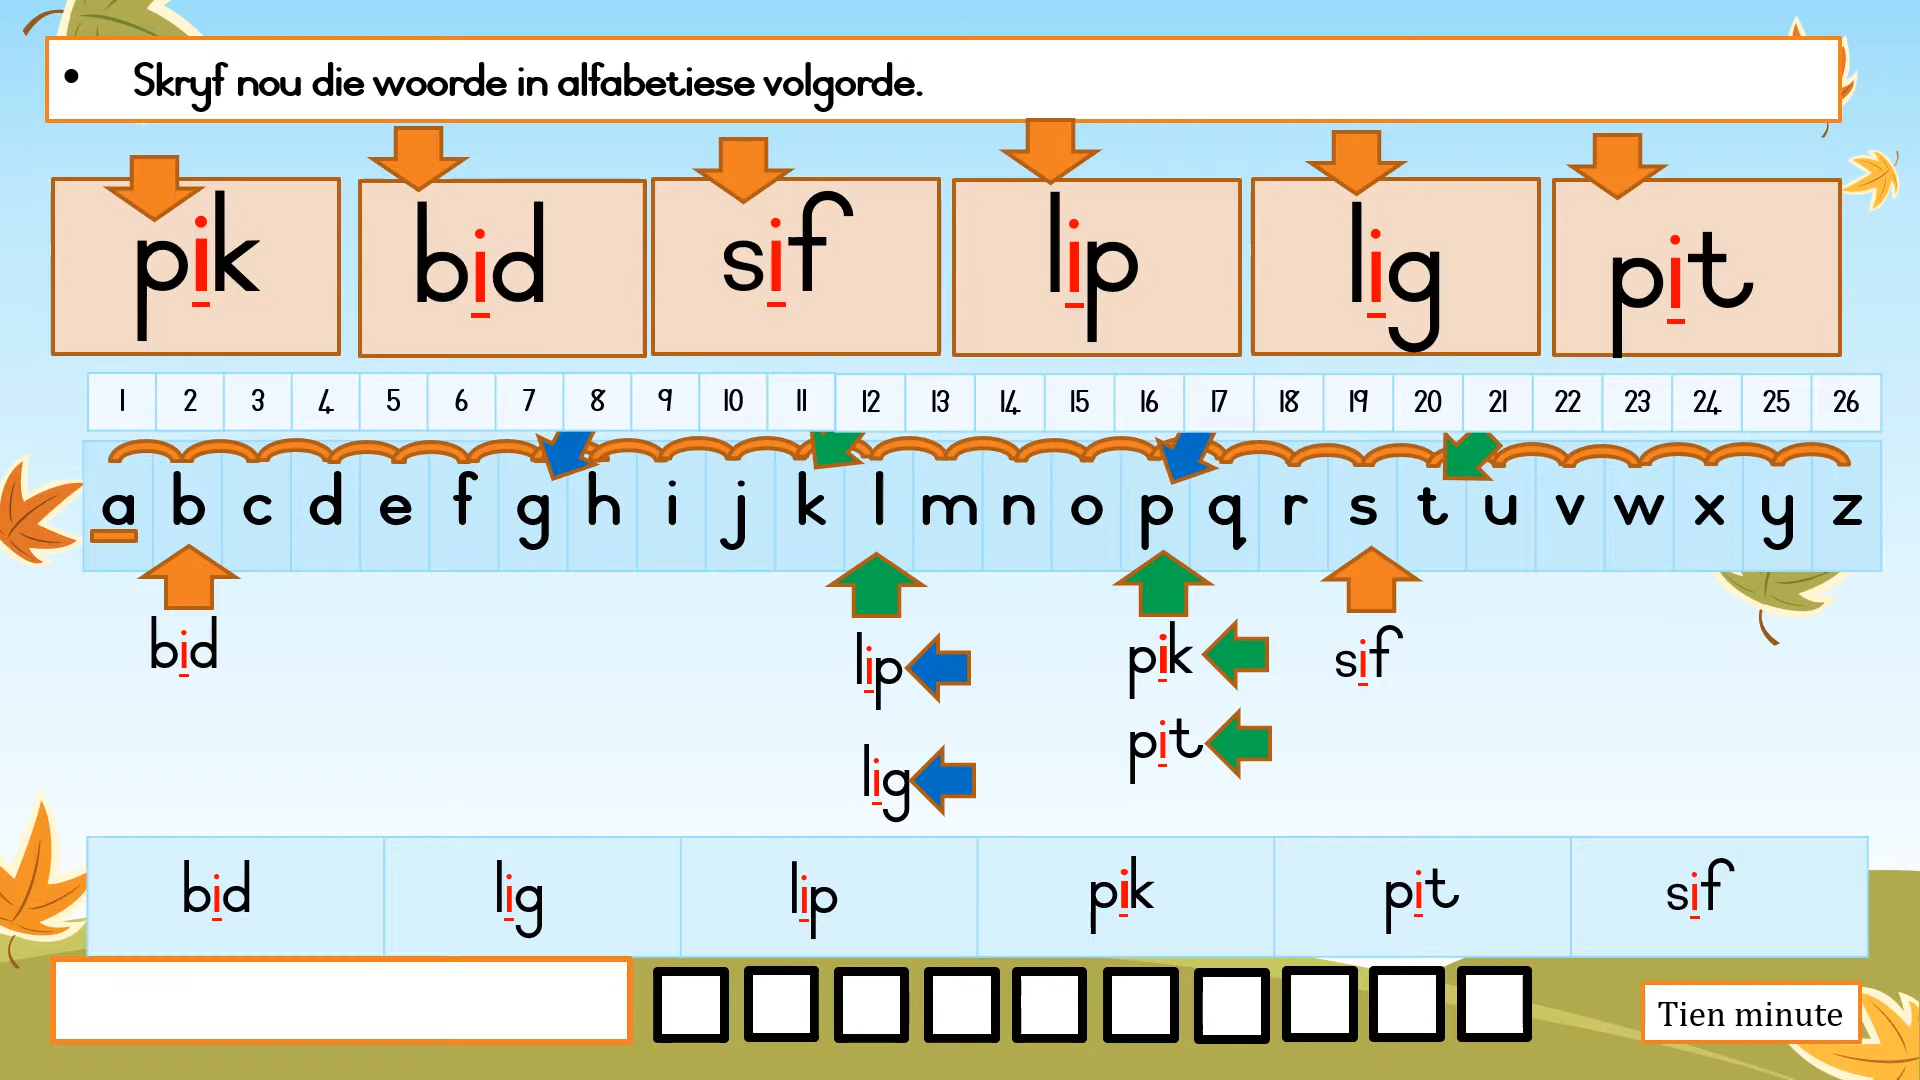 • Skryf nou die woorde in alfabetiese volgorde.
pik bid sif lip lig pit
1 2 3 4 5 6 7 8 9 10 11 12 13 14 15 16 17 18 19 20 21 22 23 24 25 26
a b c d e f g h i j k l m n o p q r s t u v w x y z
bid lip pik sif
lig pit
bid lig lip pik pit sif
Tien minute